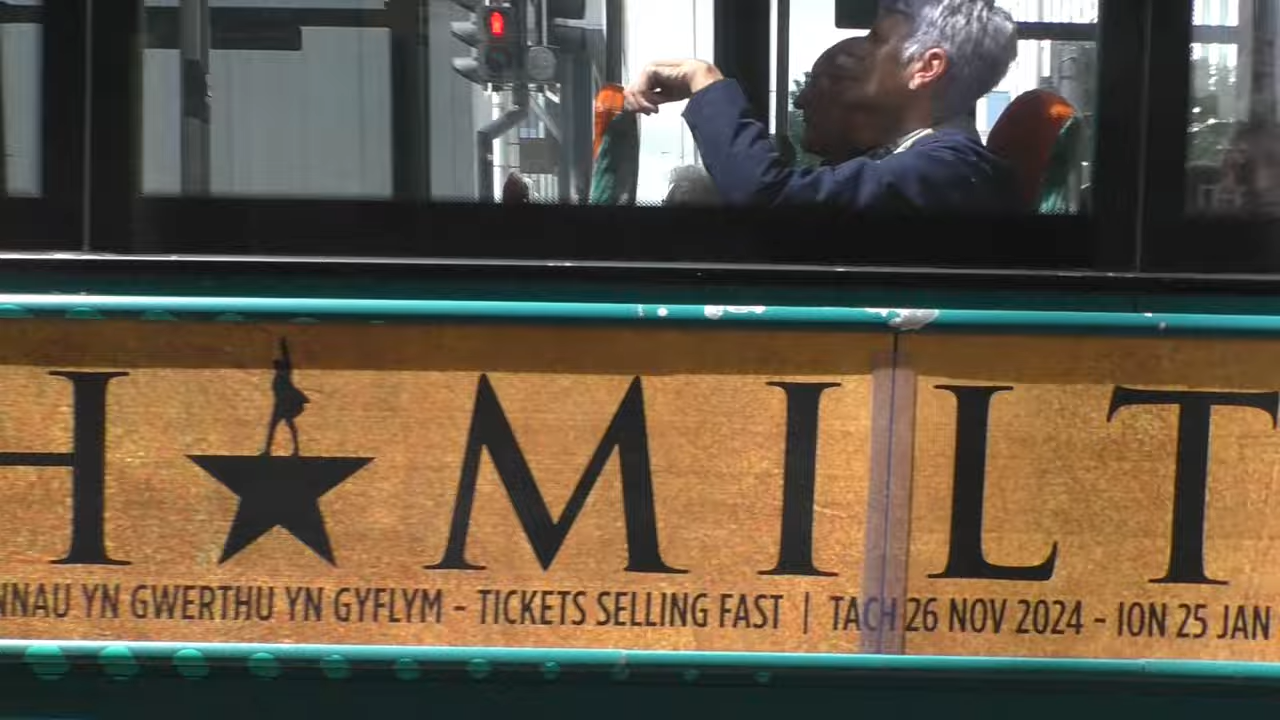 H★MILT
NNAU YN GWERTHU YN GYFLYM - TICKETS SELLING FAST | TACH 26 NOV 2024 - ION 25 JAN